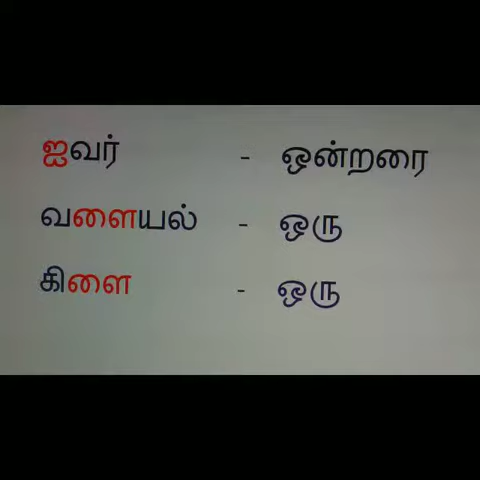 ஐவர் - ஒன்றரை
வளையல் - ஒரு
கிளை - ஒரு